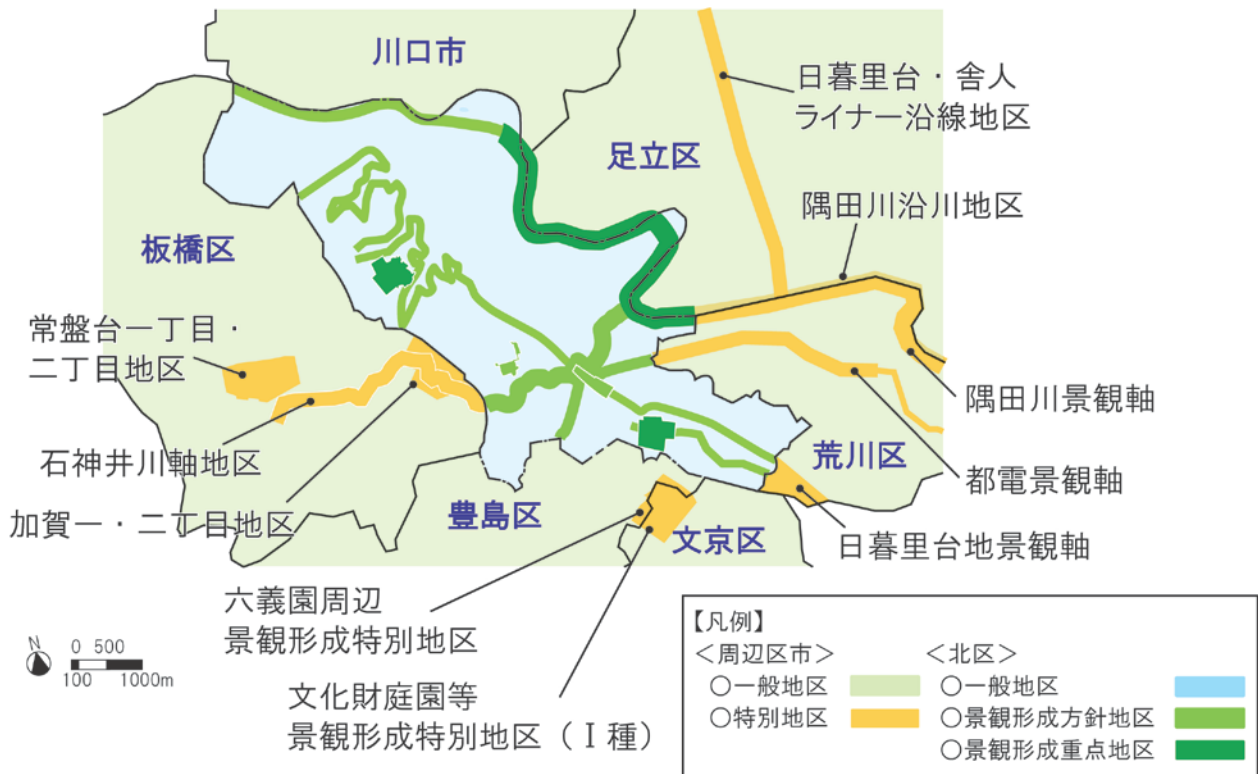 川口市
日暮里台・舎人
ライナー沿線地区
足立区
隅田川沿川地区
板橋区
常盤台一丁目・
二丁目地区
隅田川景観軸
石神井川軸地区
荒川区
都電景観軸
加賀一・二丁目地区
豊島区
文京区
日暮里台地景観軸
六義園周辺
景観形成特別地区
文化財庭園等
景観形成特別地区（Ⅰ種）
N
0 500
100 1000m
【凡例】
＜周辺区市＞ ＜北区＞
○一般地区 ○一般地区
○特別地区 ○景観形成方針地区
○景観形成重点地区